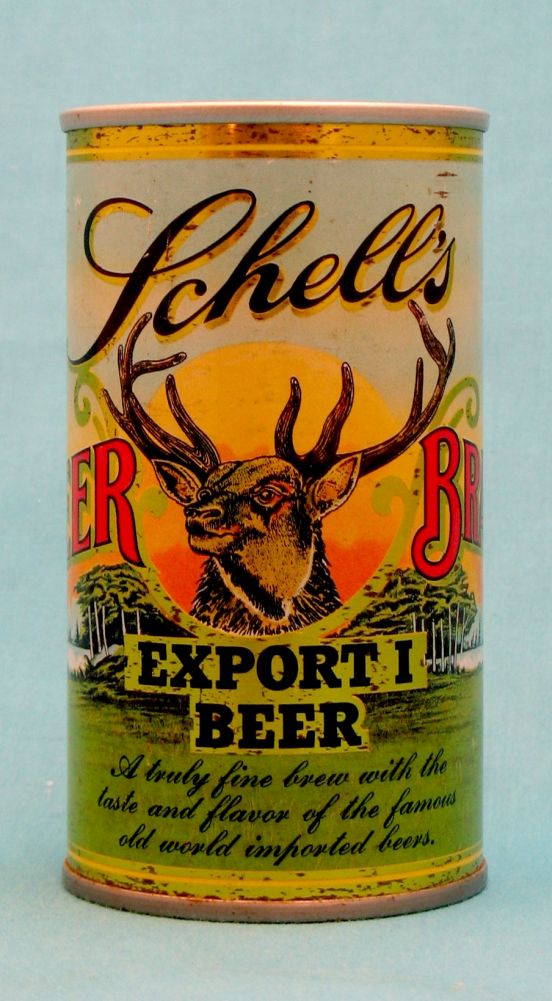 Schell's
EXPORT I
BEER
A truly fine brew with the
taste and flavor of the famous
old world imported beers.